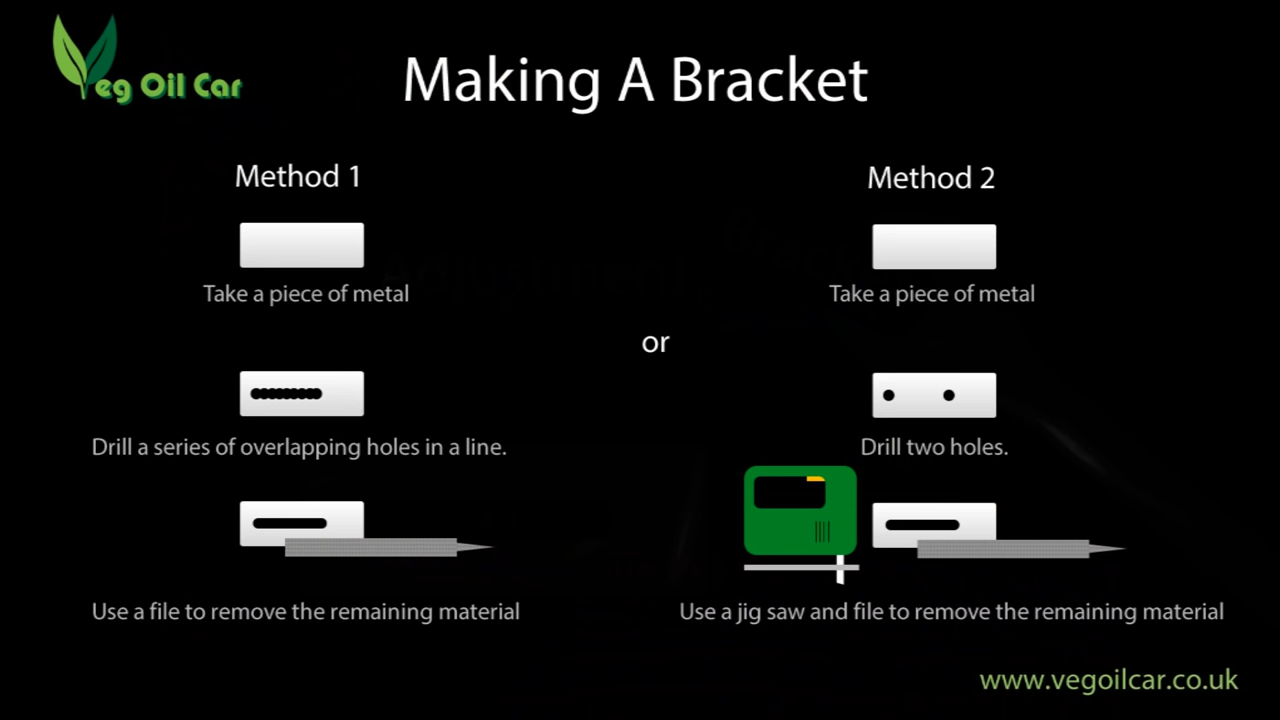 Veg Oil Car
Making A Bracket
Method 1
Take a piece of metal
Drill a series of overlapping holes in a line.
Use a file to remove the remaining material
or
Method 2
Take a piece of metal
Drill two holes.
Use a jig saw and file to remove the remaining material
www.vegoilcar.co.uk